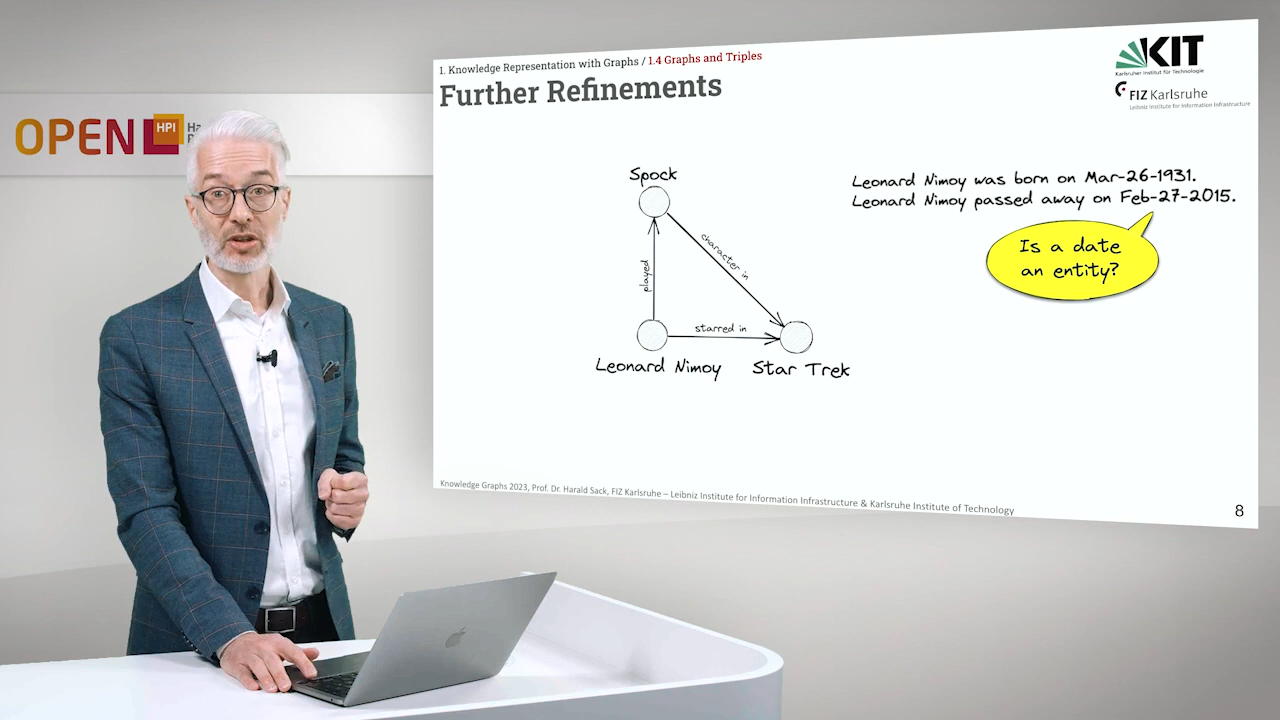 OPEN HPI Ha
1. Knowledge Representation with Graphs / 1.4 Graphs and Triples
Further Refinements
KIT
Karlsruher Institut für Technologie
FIZ Karlsruhe
Leibniz Institute for Information Infrastructure
Spock
played
character in
starred in
Leonard Nimoy
Star Trek
Leonard Nimoy was born on Mar-26-1931.
Leonard Nimoy passed away on Feb-27-2015.
Is a date
an entity?
Knowledge Graphs 2023, Prof. Dr. Harald Sack, FIZ Karlsruhe – Leibniz Institute for Information Infrastructure & Karlsruhe Institute of Technology
8